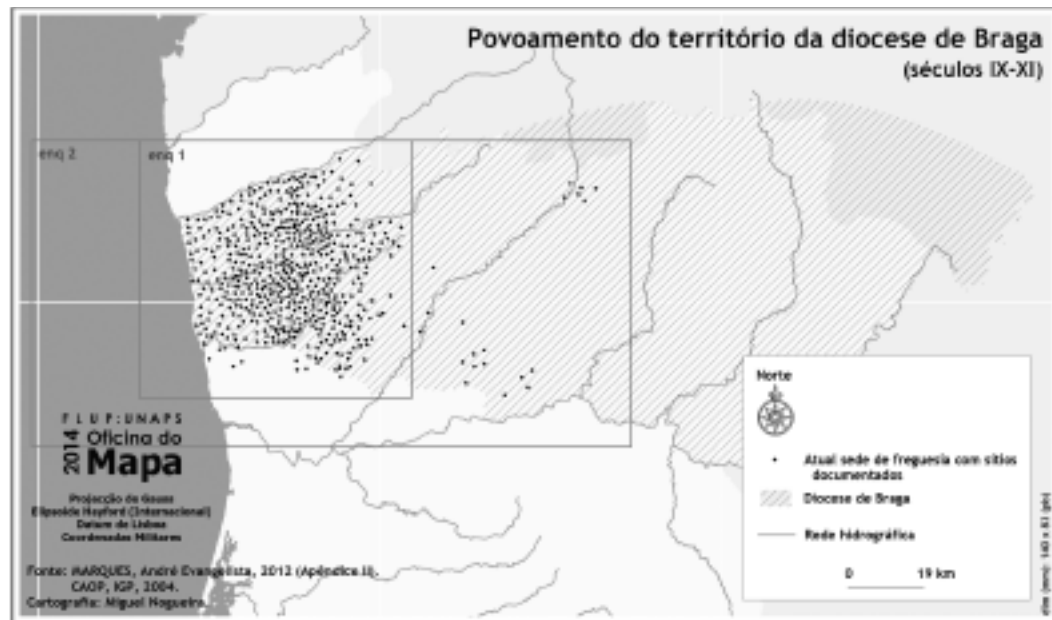 Povoamento do território da diocese de Braga
(séculos IX-XI)
enq 2
enq 1
Norte
Atual sede de freguesia com sítios
documentados
Diocese de Braga
Rede hidrográfica
0 19 km
FLUP:UNAPS
2014 Oficina do
Mapa
Projecção de Gauss
Elipsoide Hayford (Internacional)
Datum de Lisboa
Coordenadas Militares
Fonte: MARQUES, André Evangelista, 2012 (Apêndice II).
CAOP, IGP, 2004.
Cartografia: Miguel Nogueira.